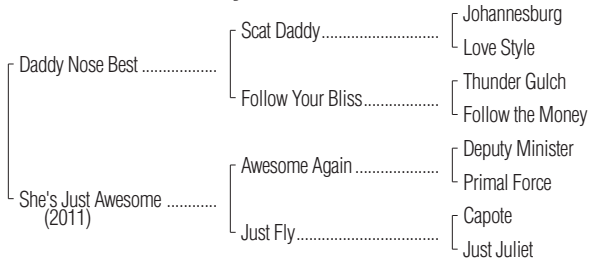 Johannesburg
Scat Daddy
Love Style
Daddy Nose Best
Thunder Gulch
Follow Your Bliss
Follow the Money
Deputy Minister
Awesome Again
Primal Force
She's Just Awesome
(2011)
Capote
Just Fly
Just Juliet